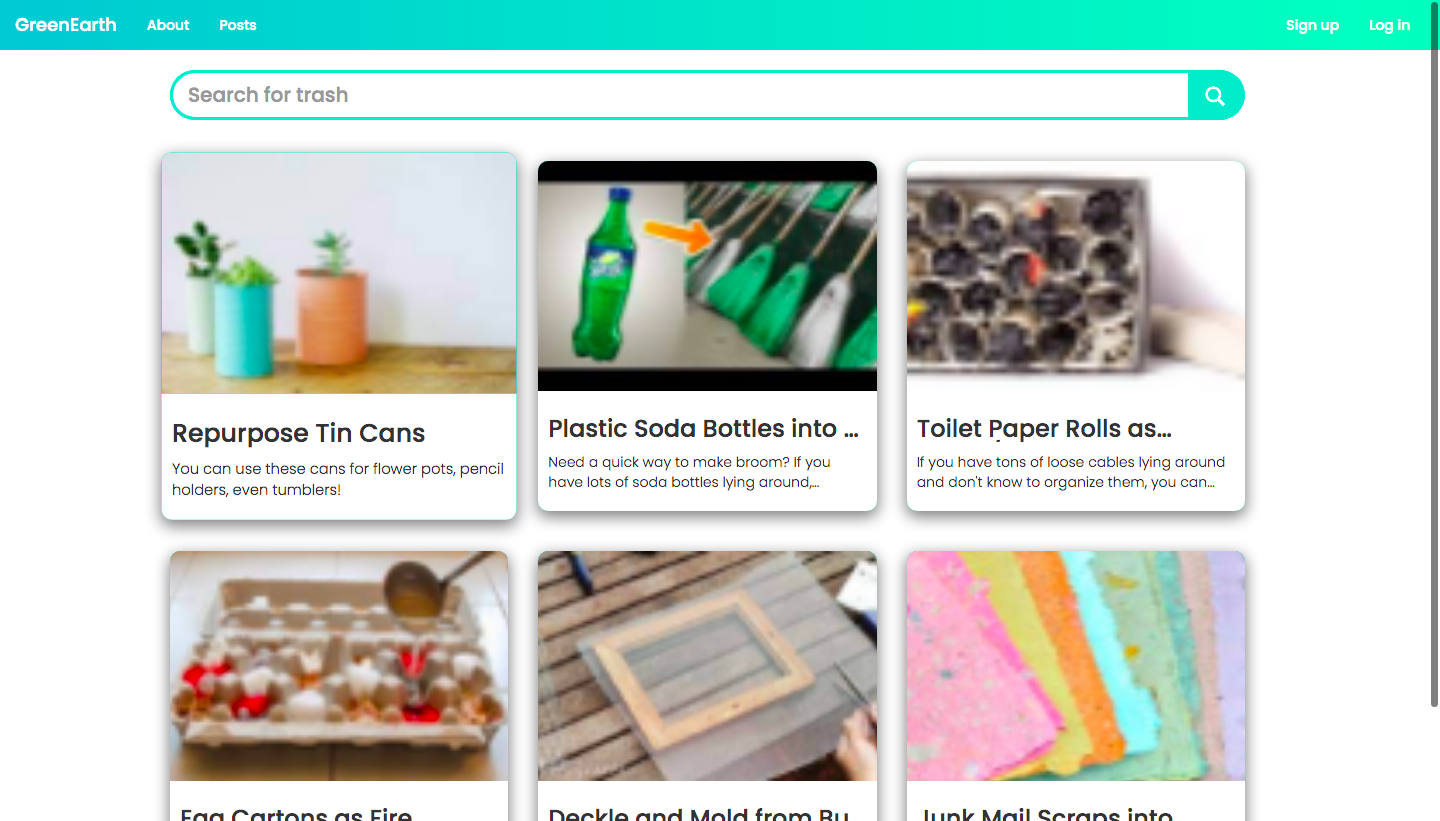 GreenEarth About Posts Sign up Log in
Search for trash
Repurpose Tin Cans
You can use these cans for flower pots, pencil
holders, even tumblers!
Plastic Soda Bottles into ...
Need a quick way to make broom? If you
have lots of soda bottles lying around,...
Toilet Paper Rolls as...
If you have tons of loose cables lying around
and don't know to organize them, you can...
Egg Cartons as Fire
Deckle and Mold from Bu...
Junk Mail Scraps into